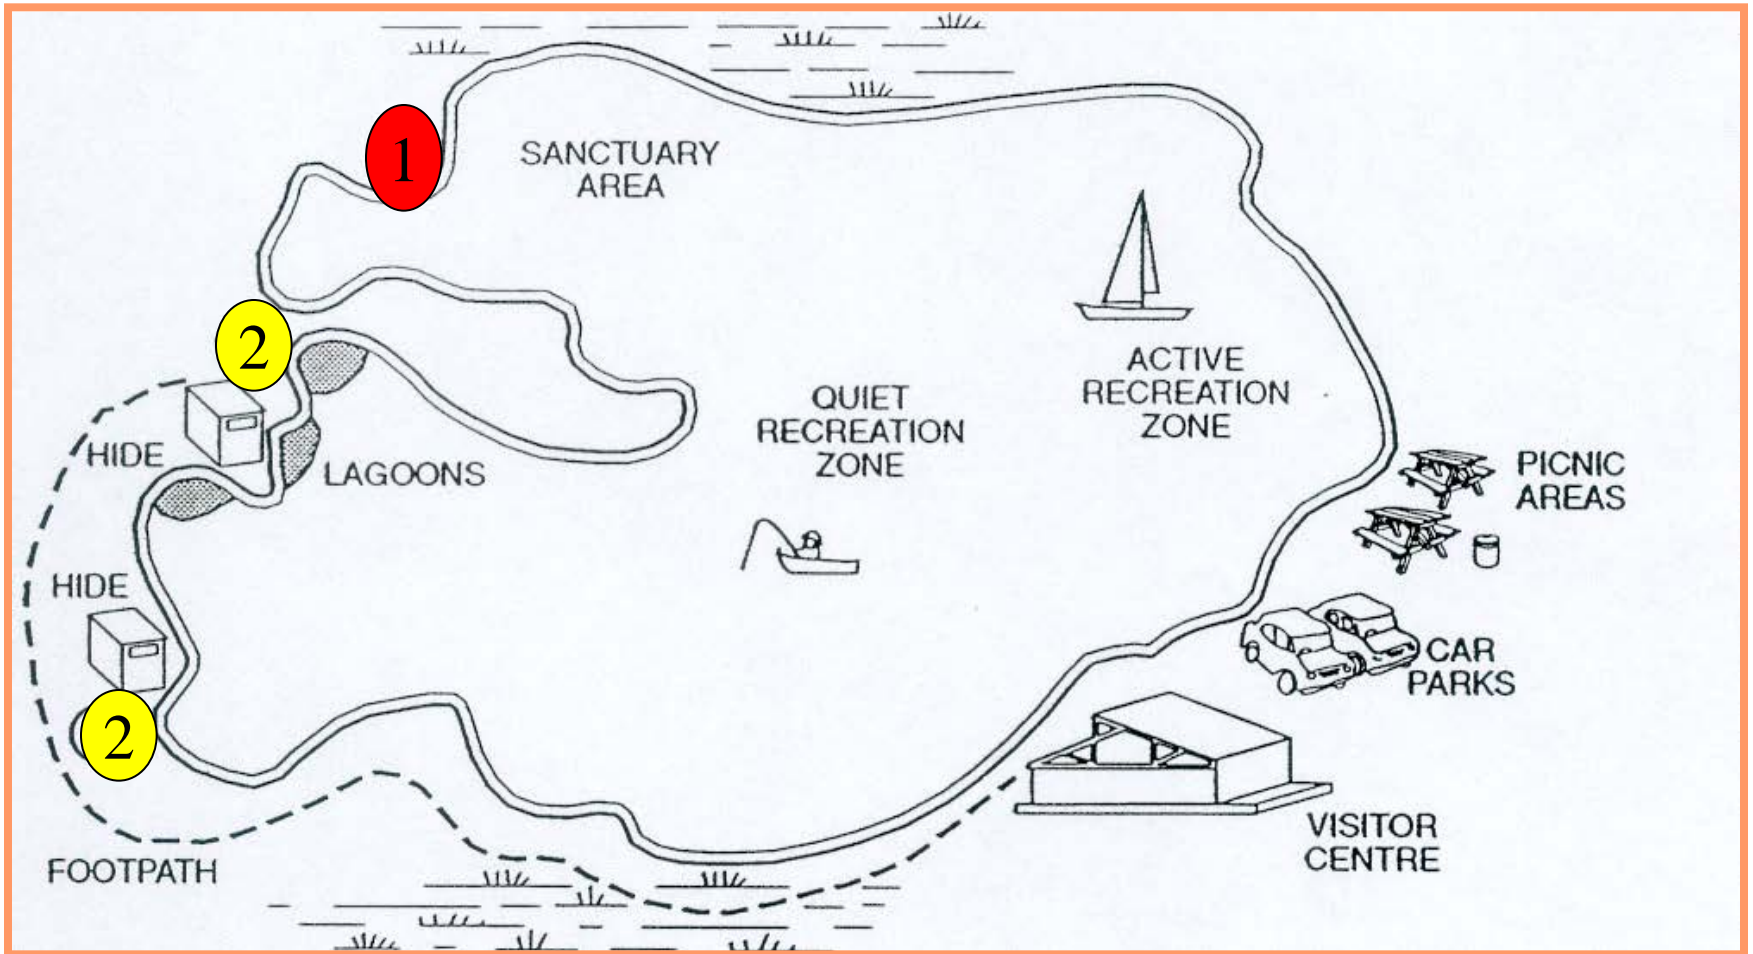 1
SANCTUARY
AREA
2
ACTIVE
RECREATION
ZONE
QUIET
RECREATION
ZONE
HIDE
LAGOONS
PICNIC
AREAS
HIDE
CAR
PARKS
2
VISITOR
CENTRE
FOOTPATH